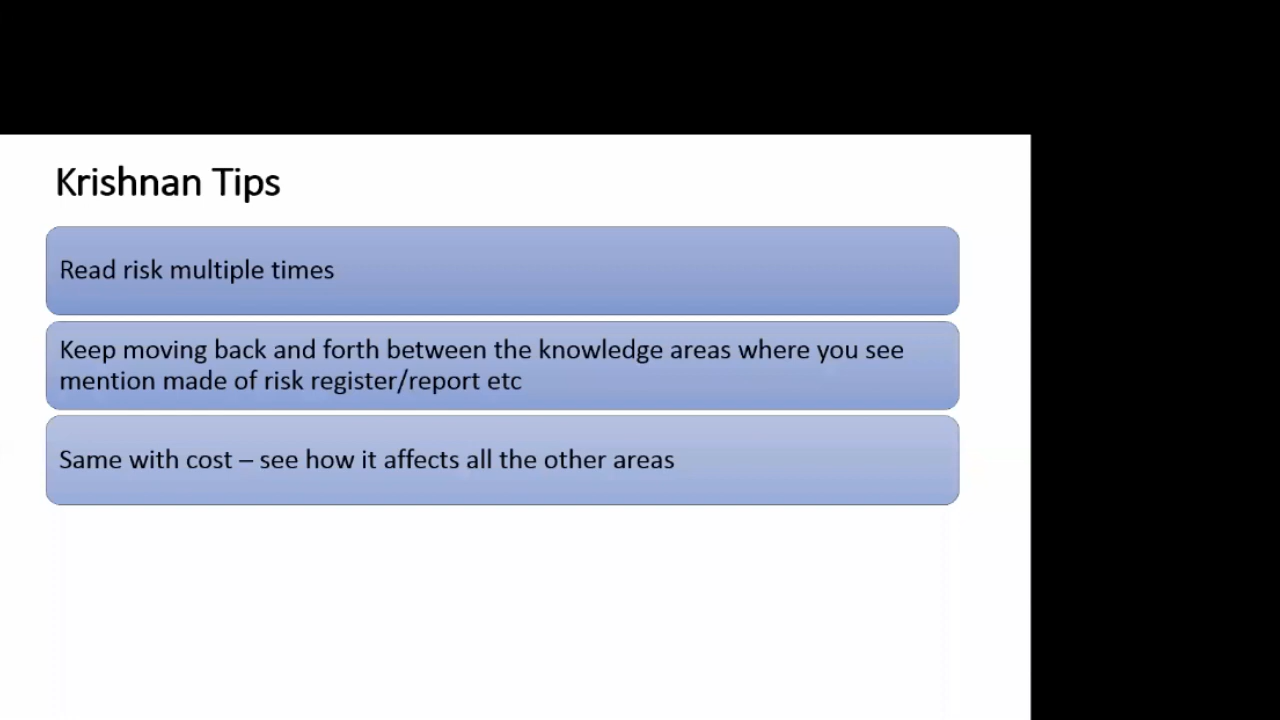 Krishnan Tips
Read risk multiple times
Keep moving back and forth between the knowledge areas where you see
mention made of risk register/report etc
Same with cost – see how it affects all the other areas